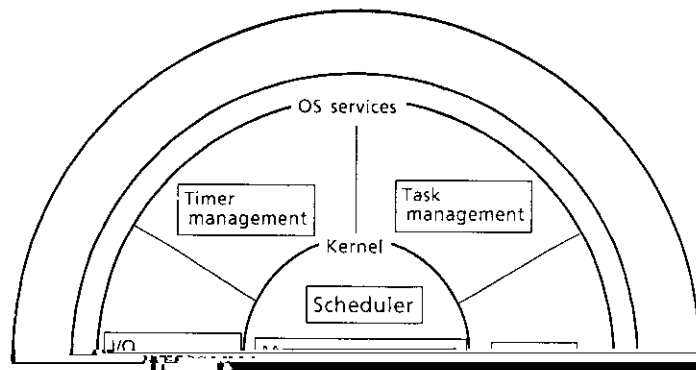 OS services
Timer
management
Task
management
Kernel
Scheduler
I/O